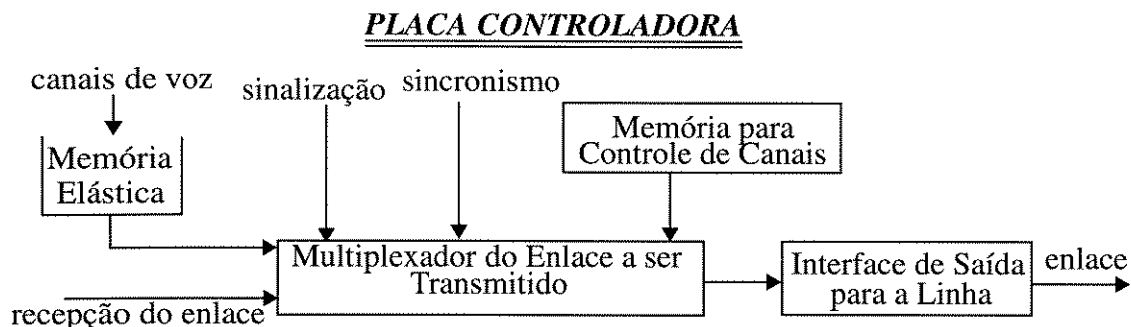 PLACA CONTROLADORA
canais de voz
sinalização
sincronismo
Memória
Elástica
Memória para
Controle de Canais
Multiplexador do Enlace a ser
Transmitido
Interface de Saída
para a Linha
enlace
recepção do enlace